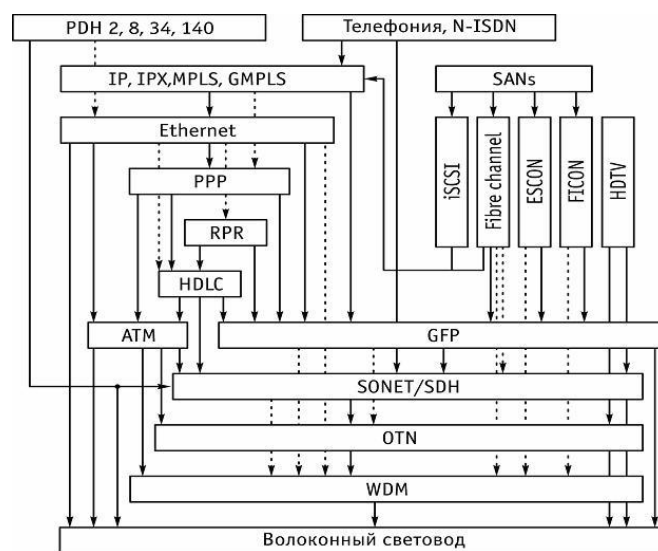 PDH 2, 8, 34, 140
Телефония, N-ISDN
IP, IPX,MPLS, GMPLS
SANs
Ethernet
iSCSI
Fibre channel
ESCON
FICON
HDTV
PPP
RPR
HDLC
ATM
GFP
SONET/SDH
OTN
WDM
Волоконный световод